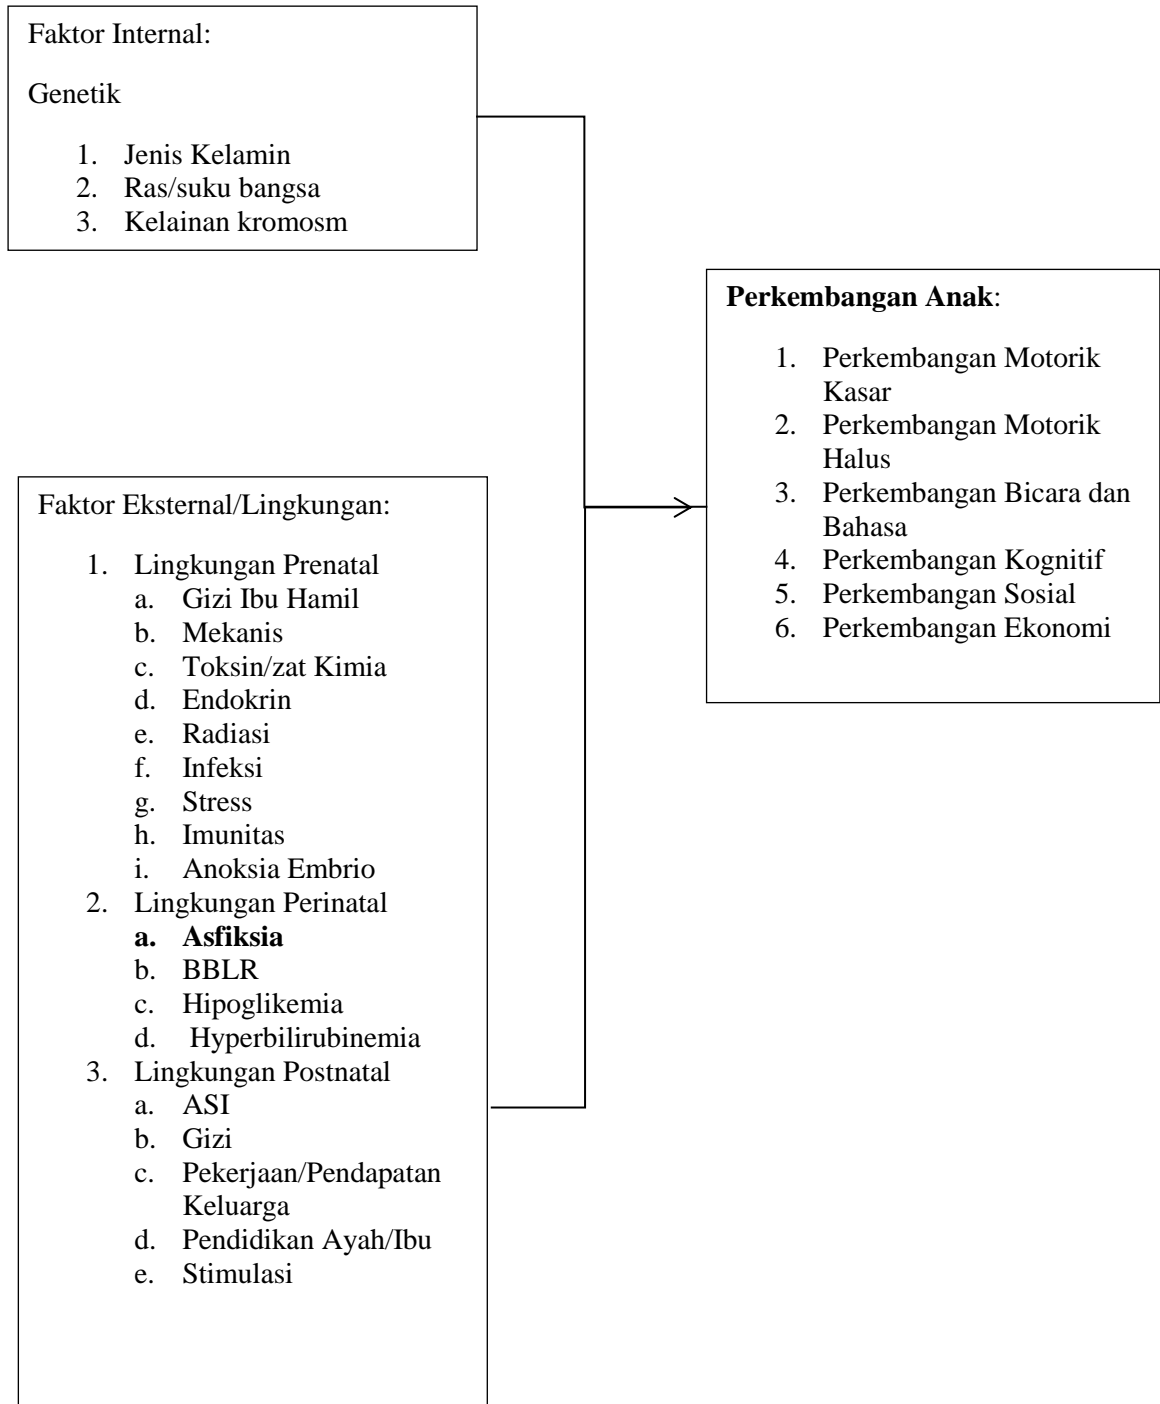 Faktor Internal:
Genetik
1. Jenis Kelamin
2. Ras/suku bangsa
3. Kelainan kromosm
Perkembangan Anak:
1. Perkembangan Motorik
Kasar
2. Perkembangan Motorik
Halus
3. Perkembangan Bicara dan
Bahasa
4. Perkembangan Kognitif
5. Perkembangan Sosial
6. Perkembangan Ekonomi
Faktor Eksternal/Lingkungan:
1. Lingkungan Prenatal
a. Gizi Ibu Hamil
b. Mekanis
c. Toksin/zat Kimia
d. Endokrin
e. Radiasi
f. Infeksi
g. Stress
h. Imunitas
i. Anoksia Embrio
2. Lingkungan Perinatal
a. Asfiksia
b. BBLR
c. Hipoglikemia
d. Hyperbilirubinemia
3. Lingkungan Postnatal
a. ASI
b. Gizi
c. Pekerjaan/Pendapatan
Keluarga
d. Pendidikan Ayah/Ibu
e. Stimulasi